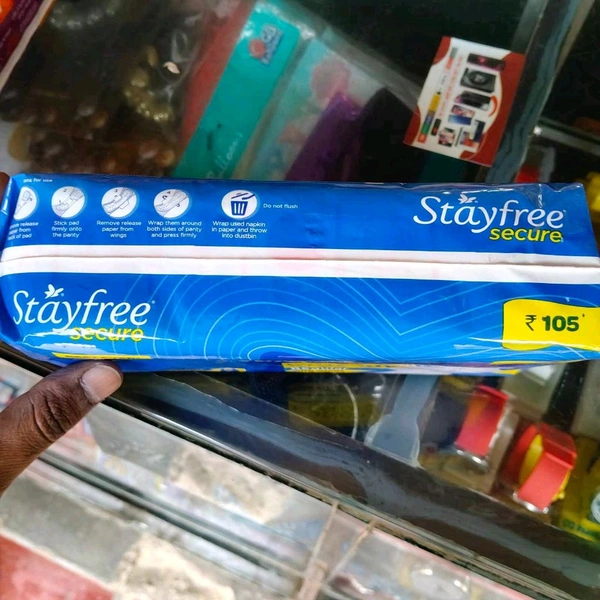 Stick pad
firmly onto
the panty
Remove release
paper from
wings
Wrap them around
both sides of panty
and press firmly
Wrap used napkin
in paper and throw
into dustbin
Do not flush
Stayfree
secure
Stayfree®
secure
₹ 105